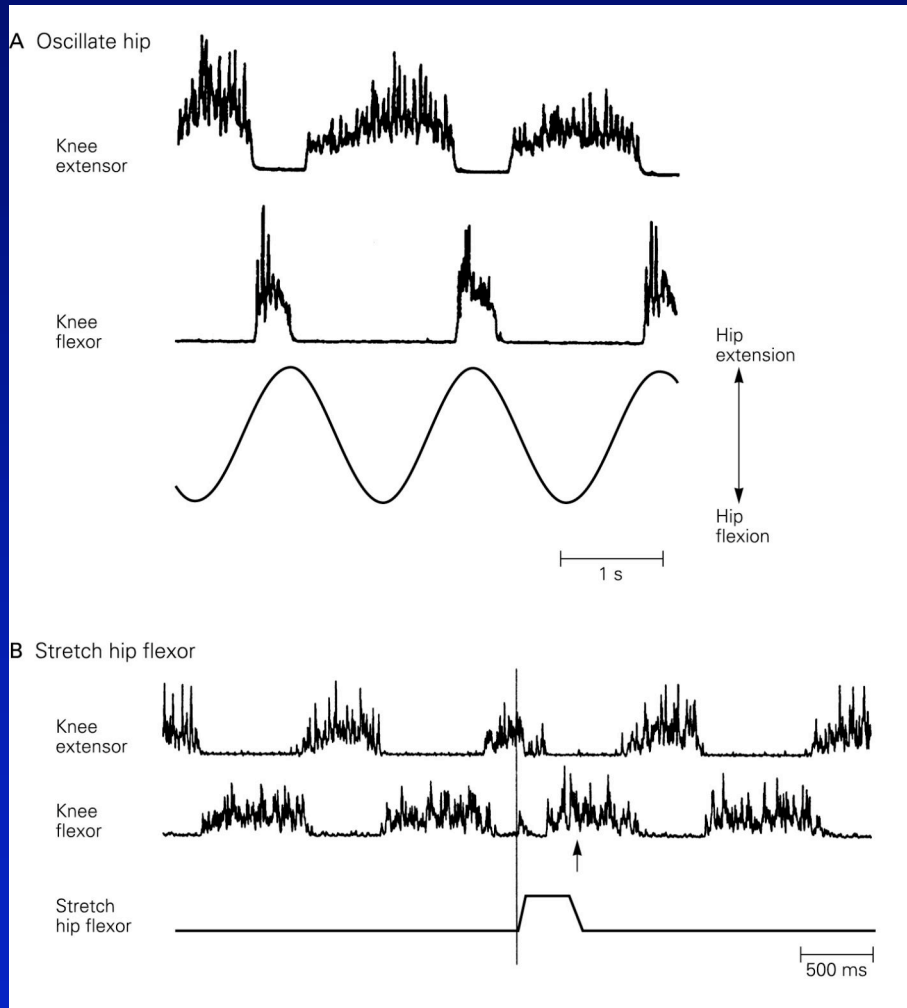 A Oscillate hip
Knee
extensor
Knee
flexor
Hip
extension
Hip
flexion
1 s
B Stretch hip flexor
Knee
extensor
Knee
flexor
Stretch
hip flexor
500 ms